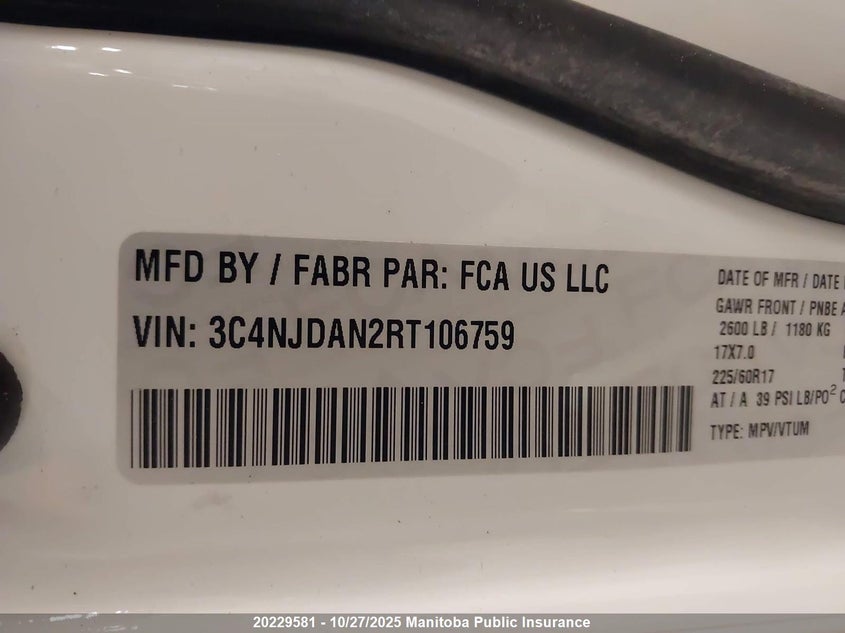 MFD BY / FABR PAR: FCA US LLC
VIN: 3C4NJDAN2RT106759
DATE OF MFR / DATE
GAWR FRONT / PNBE A
2600 LB / 1180 KG
17X7.0
225/60R17
AT / A 39 PSI LB/PO² C
TYPE: MPV/VTUM
20229581 - 10/27/2025 Manitoba Public Insurance